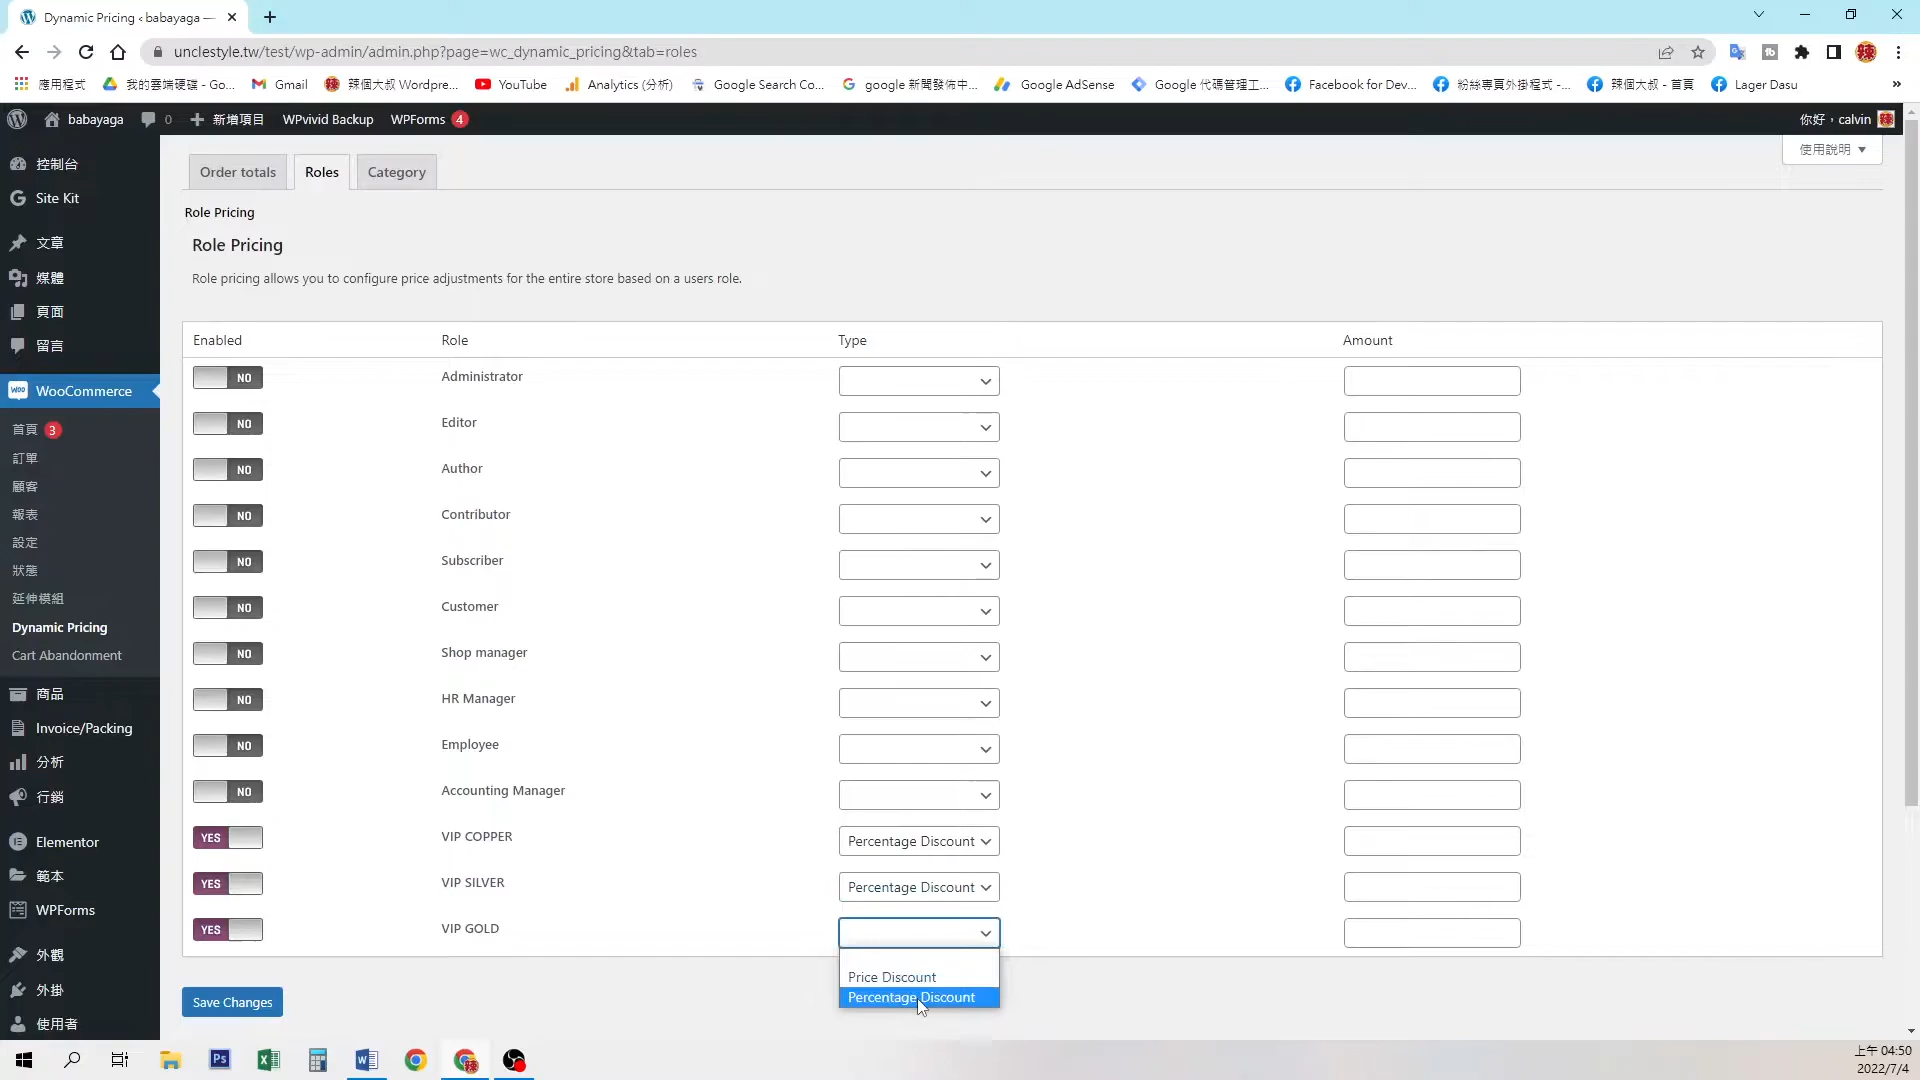 Dynamic Pricing ‹ babayaga —
unclestyle.tw/test/wp-admin/admin.php?page=wc_dynamic_pricing&tab=roles
應用程式
我的雲端硬碟 - Go...
Gmail
辣個大叔 Wordpre...
YouTube
Analytics (分析)
Google Search Co...
google 新聞發佈中...
Google AdSense
Google 代碼管理工...
Facebook for Dev...
粉絲專頁外掛程式 -...
辣個大叔 - 首頁
Lager Dasu
»
babayaga
0
新增項目
WPvivid Backup
WPForms 4
你好，calvin
使用說明
控制台
Site Kit
文章
媒體
頁面
留言
WooCommerce
首頁 3
訂單
顧客
報表
設定
狀態
延伸模組
Dynamic Pricing
Cart Abandonment
商品
Invoice/Packing
分析
行銷
Elementor
範本
WPForms
外觀
外掛
使用者
Order totals
Roles
Category
Role Pricing
Role Pricing
Role pricing allows you to configure price adjustments for the entire store based on a users role.
Enabled Role Type Amount
NO Administrator
NO Editor
NO Author
NO Contributor
NO Subscriber
NO Customer
NO Shop manager
NO HR Manager
NO Employee
NO Accounting Manager
YES VIP COPPER Percentage Discount
YES VIP SILVER Percentage Discount
YES VIP GOLD
Price Discount
Percentage Discount
Save Changes
上午 04:50
2022/7/4